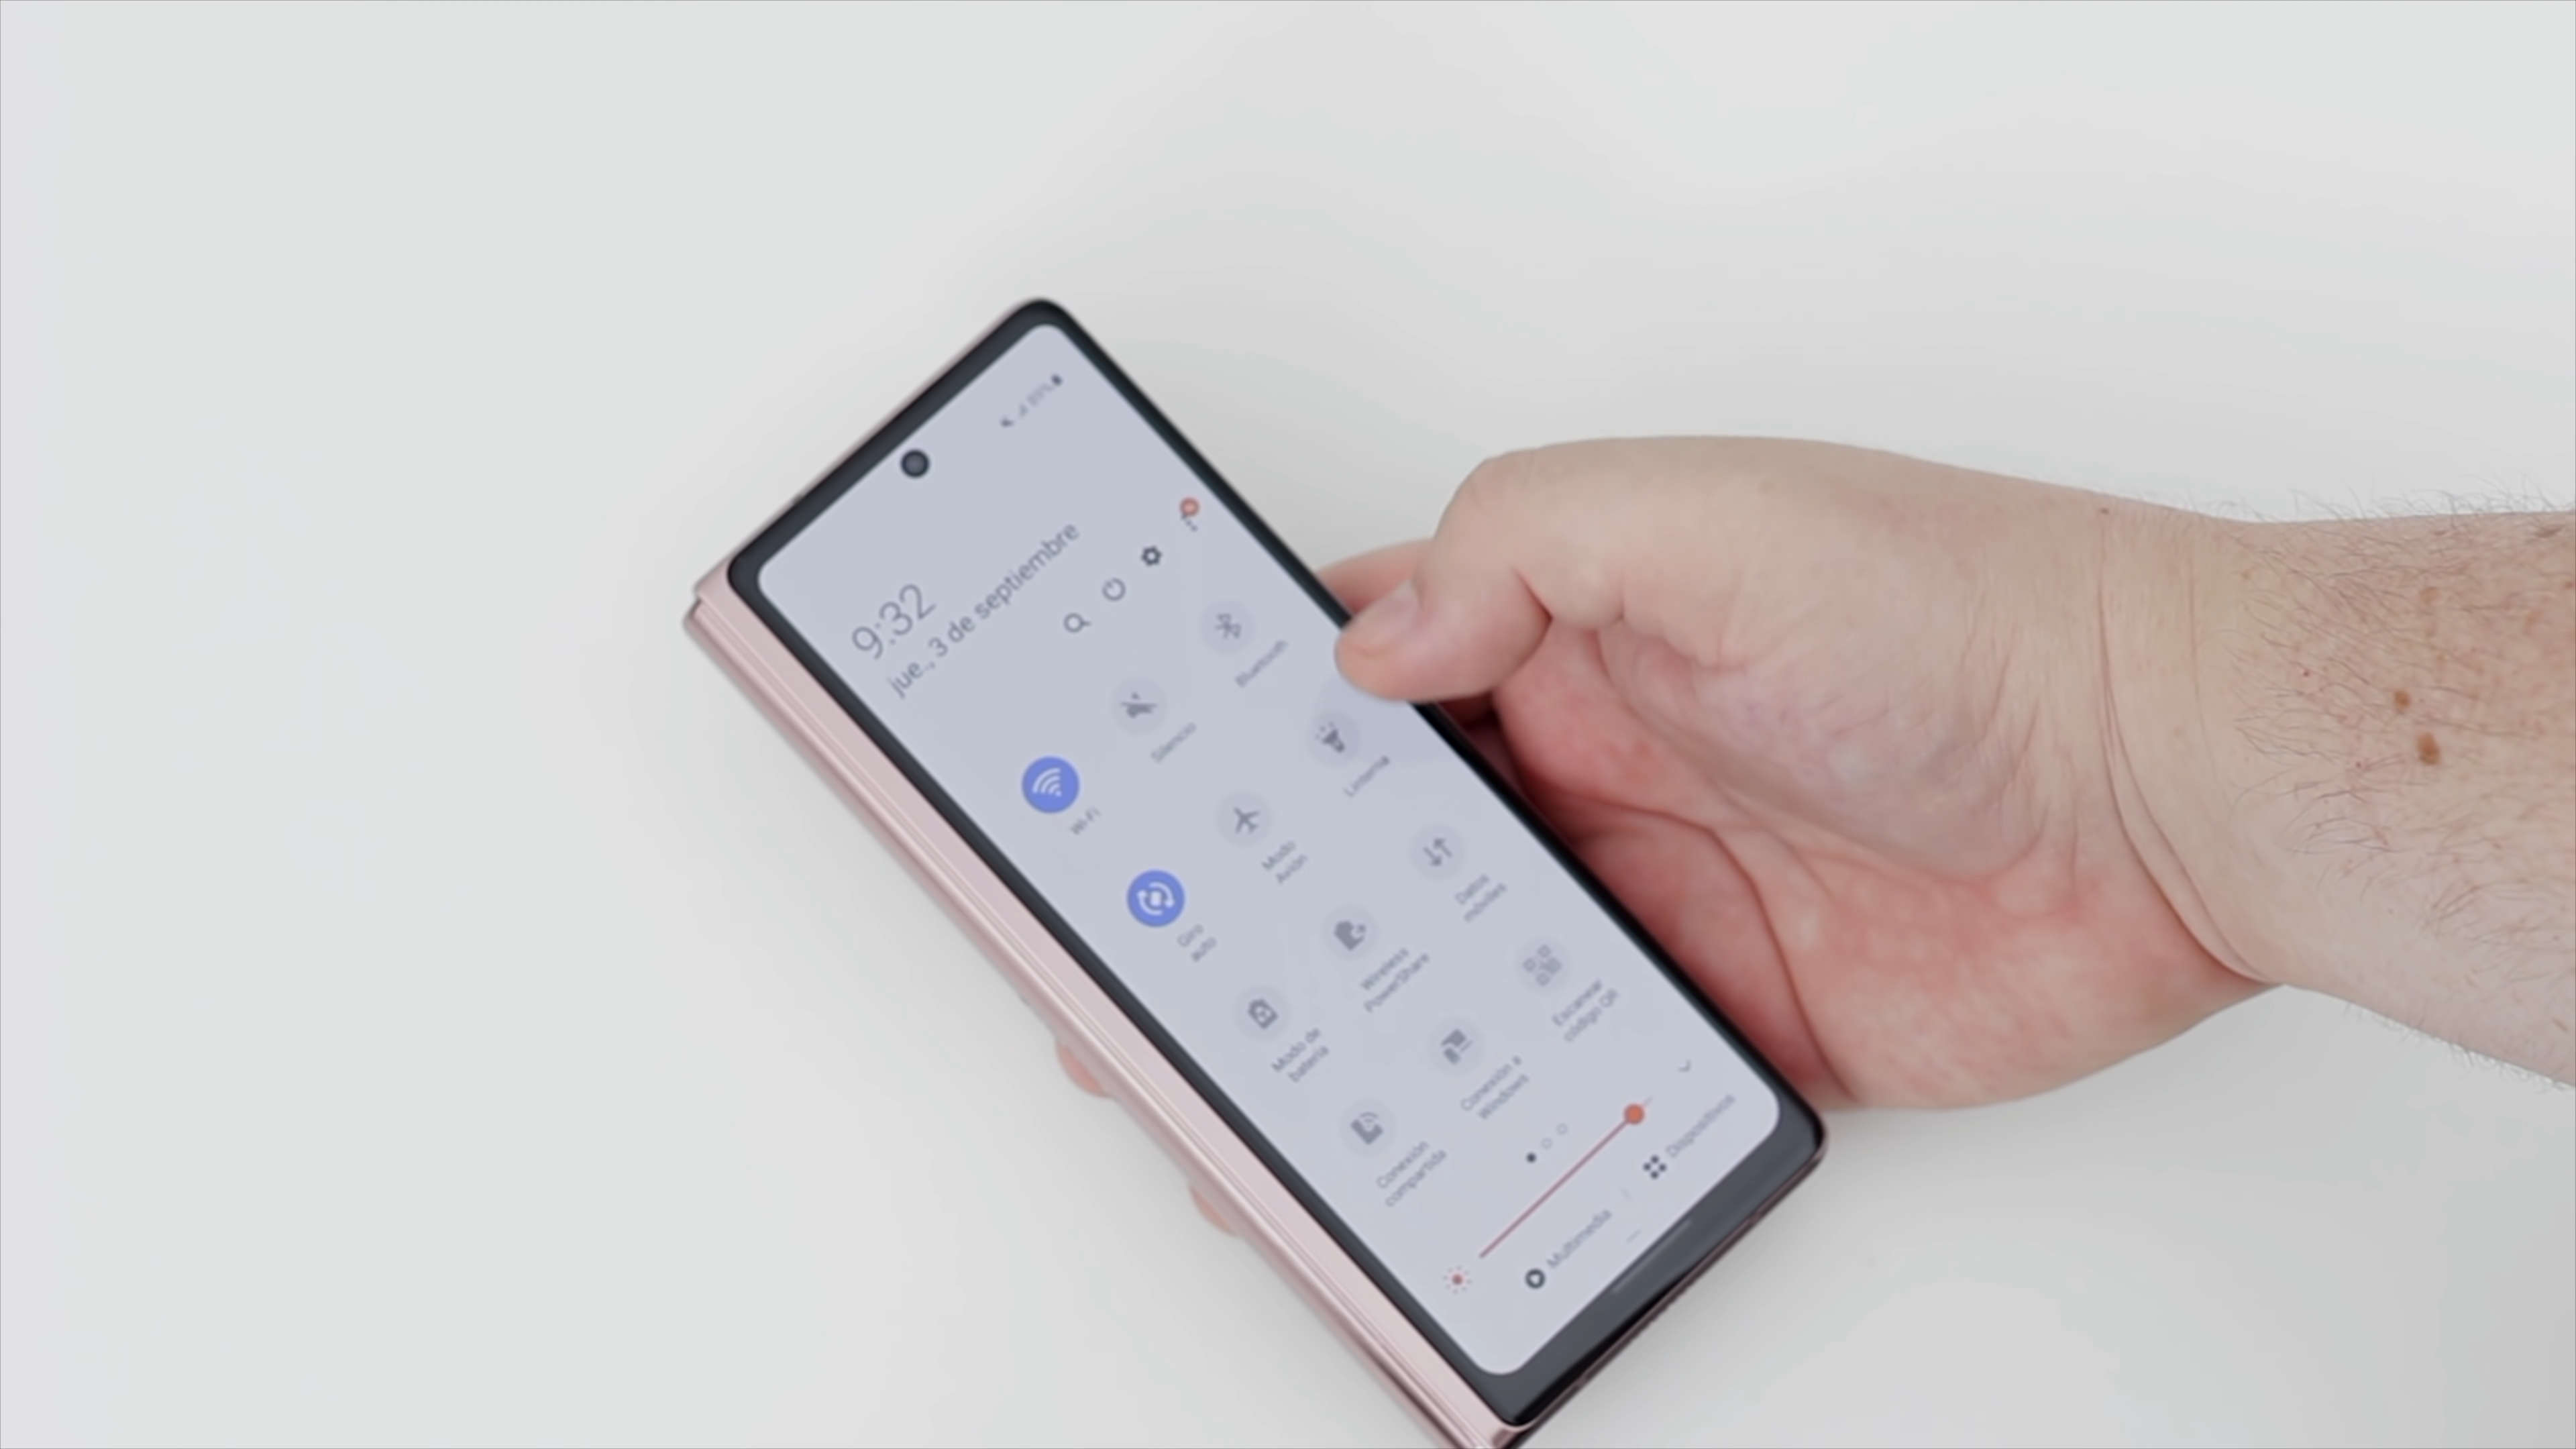 89%
9:32
jue., 3 de septiembre
Wi-Fi
Silencio
Bluetooth
Giro
auto
Modo
Avión
Linterna
Modo de
batería
Wireless
PowerShare
Datos
móviles
Conexión
compartida
Conexión a
Windows
Escanear
código QR
Multimedia
Dispositivos